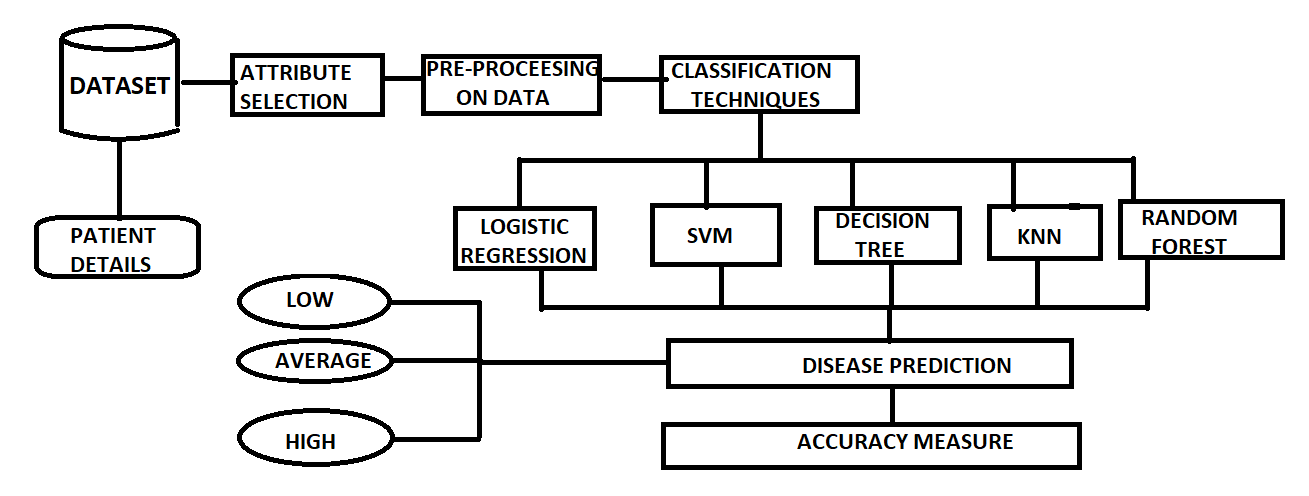 DATASET
ATTRIBUTE
SELECTION
PRE-PROCEESING
ON DATA
CLASSIFICATION
TECHNIQUES
PATIENT
DETAILS
LOGISTIC
REGRESSION
SVM
DECISION
TREE
KNN
RANDOM
FOREST
LOW
AVERAGE
HIGH
DISEASE PREDICTION
ACCURACY MEASURE